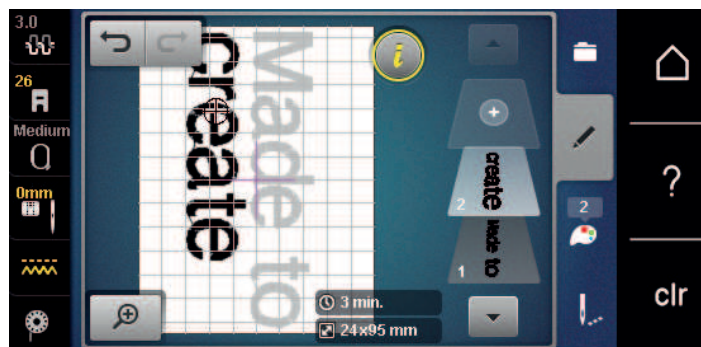 3.0
26
Medium
0mm
create
Made to
i
3 min.
24x95 mm
2
create
1
Made to
2
?
clr